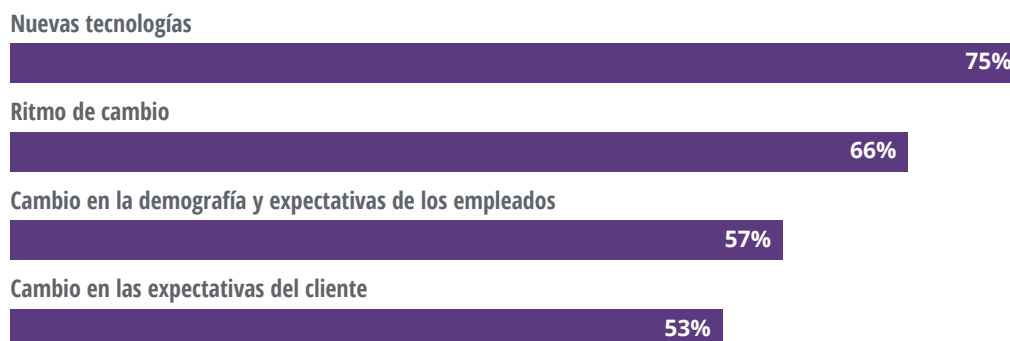 Nuevas tecnologías
75%
Ritmo de cambio
66%
Cambio en la demografía y expectativas de los empleados
57%
Cambio en las expectativas del cliente
53%